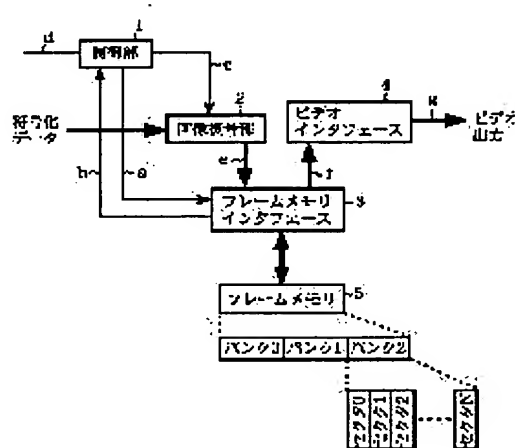 d
1
制御部
c
2
4
g
符号化
データ
画像復号部
ビデオ
インタフェース
ビデオ
出力
h
a
e
f
フレームメモリ
インタフェース
3
フレームメモリ
5
バンク0
バンク1
バンク2
セクタ0
セクタ1
セクタ2
セクタN